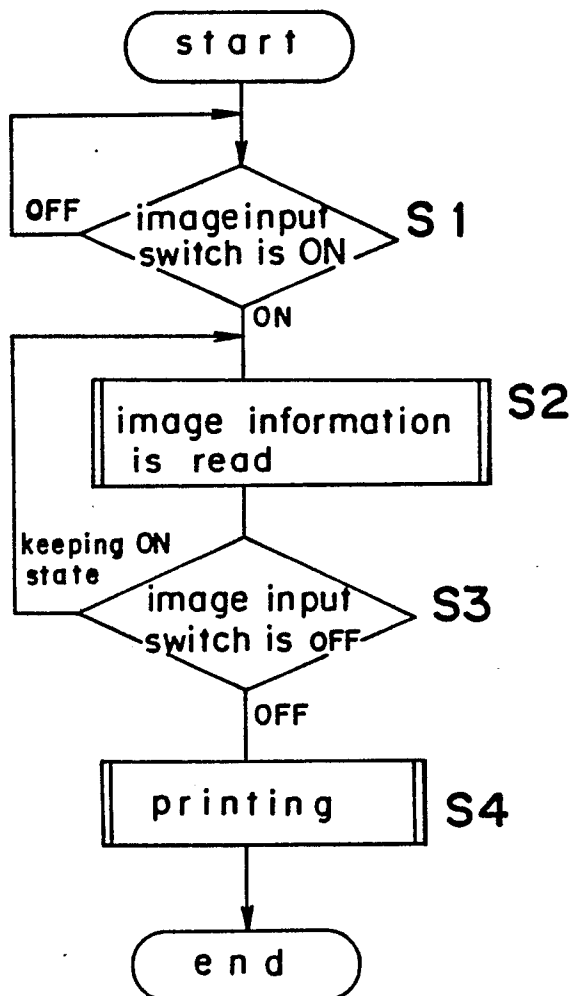 start
OFF
imageinput
switch is ON
S1
ON
image information
is read
S2
keeping ON
state
image input
switch is OFF
S3
OFF
printing
S4
end